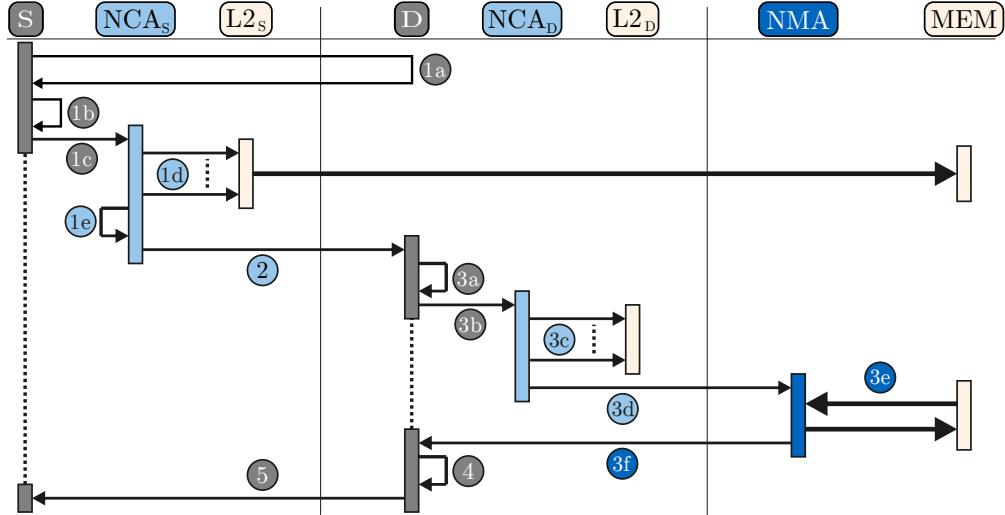 S NCA_S L2_S D NCA_D L2_D NMA MEM
1a
1b
1c
1d
1e
2
3a
3b
3c
3e
3d
3f
4
5